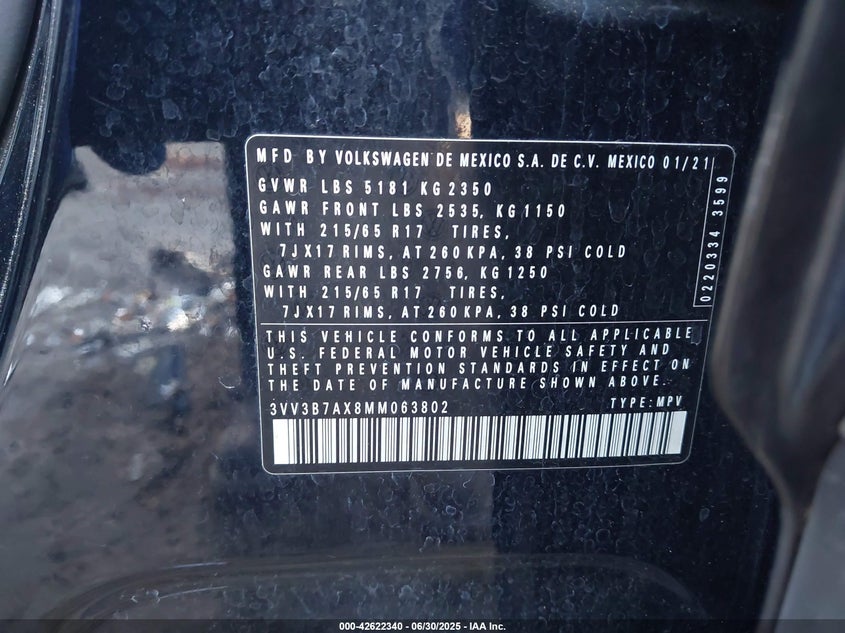 MFD BY VOLKSWAGEN DE MEXICO S.A. DE C.V. MEXICO 01/21
GVWR LBS 5181 KG 2350
GAWR FRONT LBS 2535, KG 1150
WITH 215/65 R17 TIRES,
7JX17 RIMS, AT 260 KPA, 38 PSI COLD
GAWR REAR LBS 2756, KG 1250
WITH 215/65 R17 TIRES,
7JX17 RIMS, AT 260 KPA, 38 PSI COLD
0220334 3599
THIS VEHICLE CONFORMS TO ALL APPLICABLE
U.S. FEDERAL MOTOR VEHICLE SAFETY AND
THEFT PREVENTION STANDARDS IN EFFECT ON
THE DATE OF MANUFACTURE SHOWN ABOVE.
3VV3B7AX8MM063802 TYPE: MPV
000-42622340 - 06/30/2025 - IAA Inc.